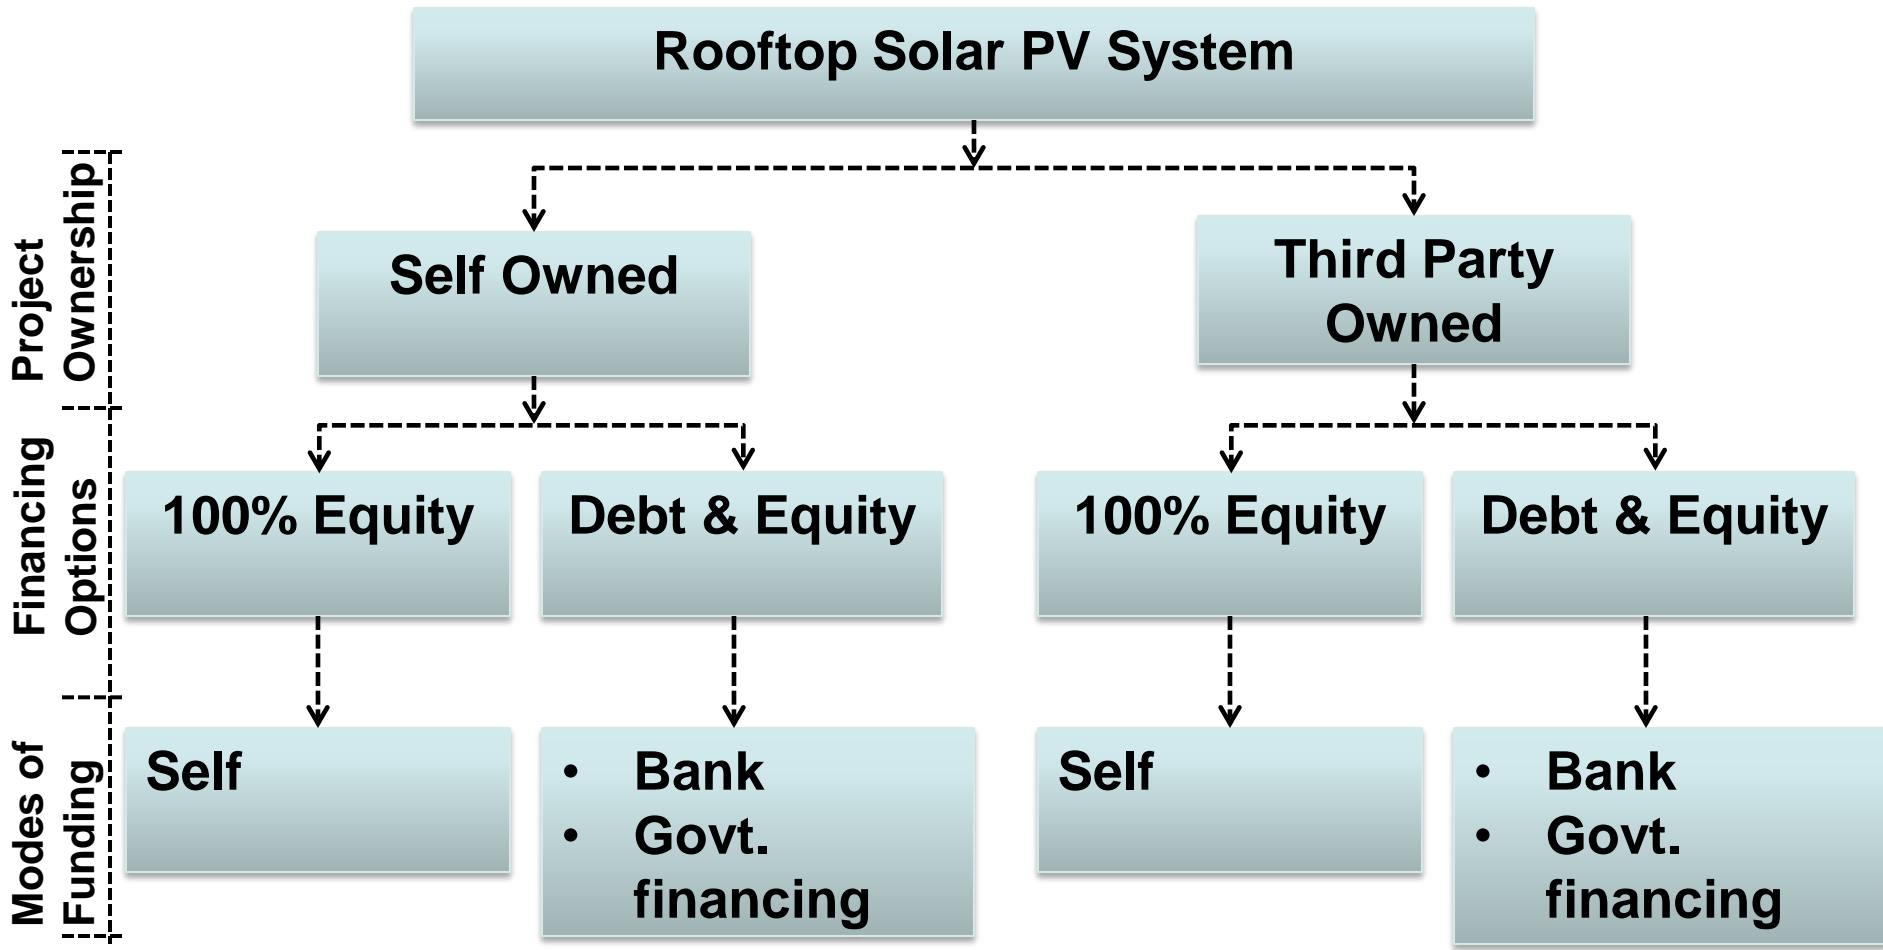 Rooftop Solar PV System
Project
Ownership
Self Owned
Third Party
Owned
Financing
Options
100% Equity
Debt & Equity
100% Equity
Debt & Equity
Modes of
Funding
Self
• Bank
• Govt.
financing
Self
• Bank
• Govt.
financing